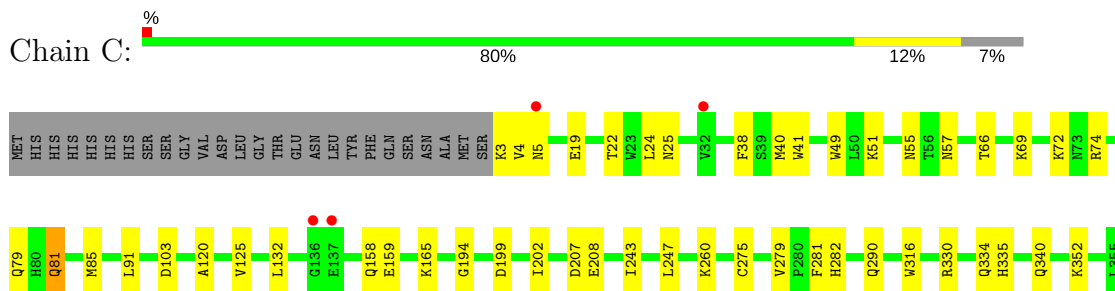 %
Chain C:
80% 12% 7%
MET HIS HIS HIS HIS HIS HIS SER SER GLY VAL ASP LEU GLY THR GLU ASN LEU TYR PHE GLN SER ASN ALA MET SER K3 V4 N5 E19 T22 W23 L24 N25 V32 F38 S39 M40 W41 W49 L50 K51 N55 T56 N57 T66 K69 K72 N73 R74
Q79 H80 Q81 M85 L91 D103 A120 V125 L132 G136 E137 Q158 E159 K165 G194 D199 I202 D207 E208 I243 L247 K260 C275 V279 P280 F281 H282 Q290 W316 R330 Q334 H335 Q340 K352 L355